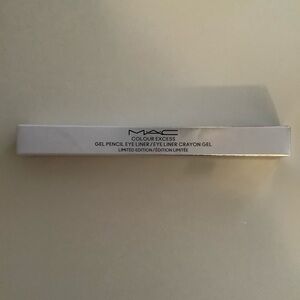 MAC
COLOUR EXCESS
GEL PENCIL EYE LINER/EYE LINER CRAYON GEL
LIMITED EDITION/ÉDITION LIMITÉE